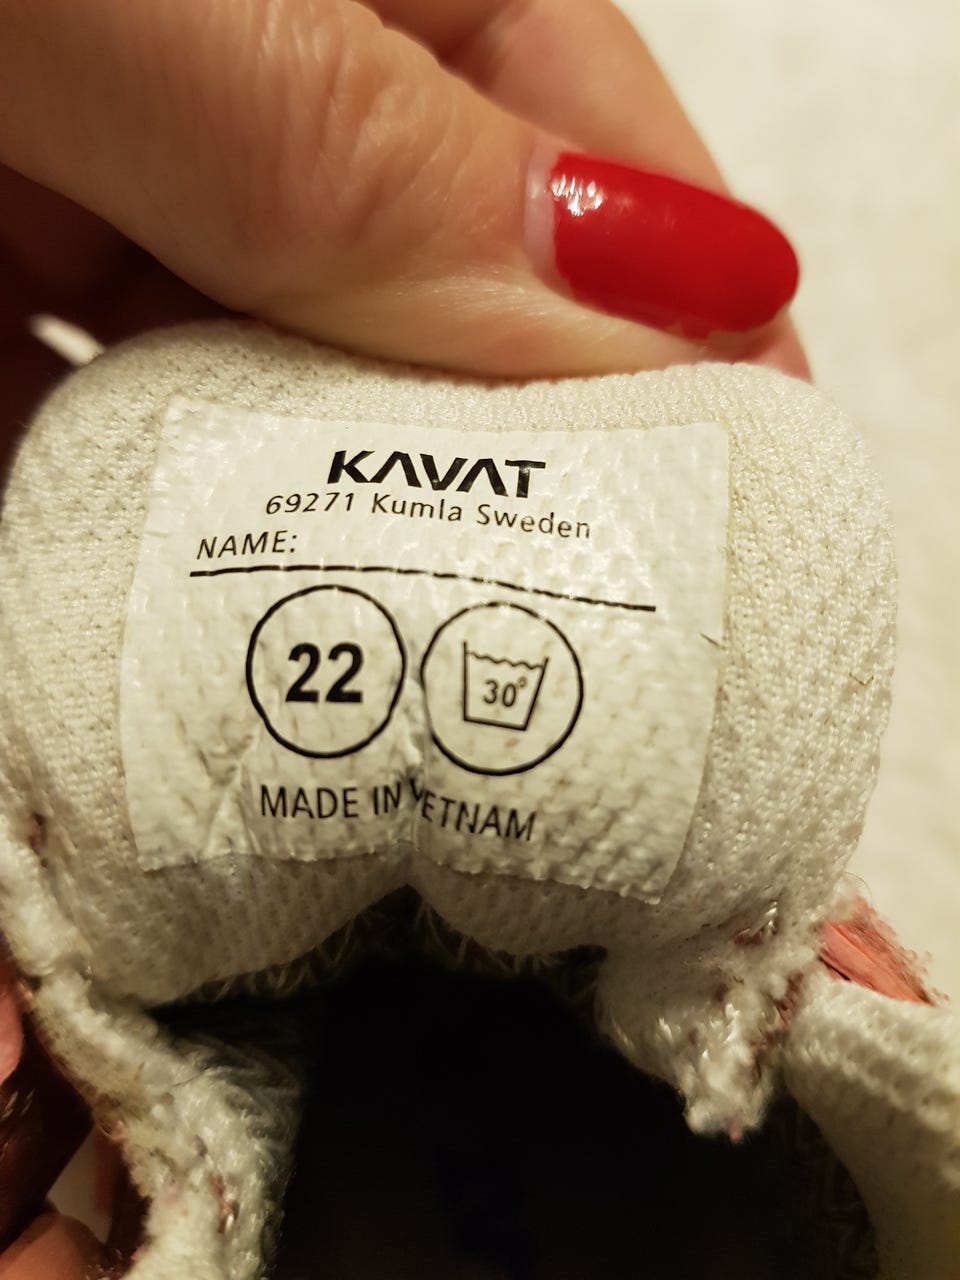 KAVAT
69271 Kumla Sweden
NAME:
22
30°
MADE IN VIETNAM